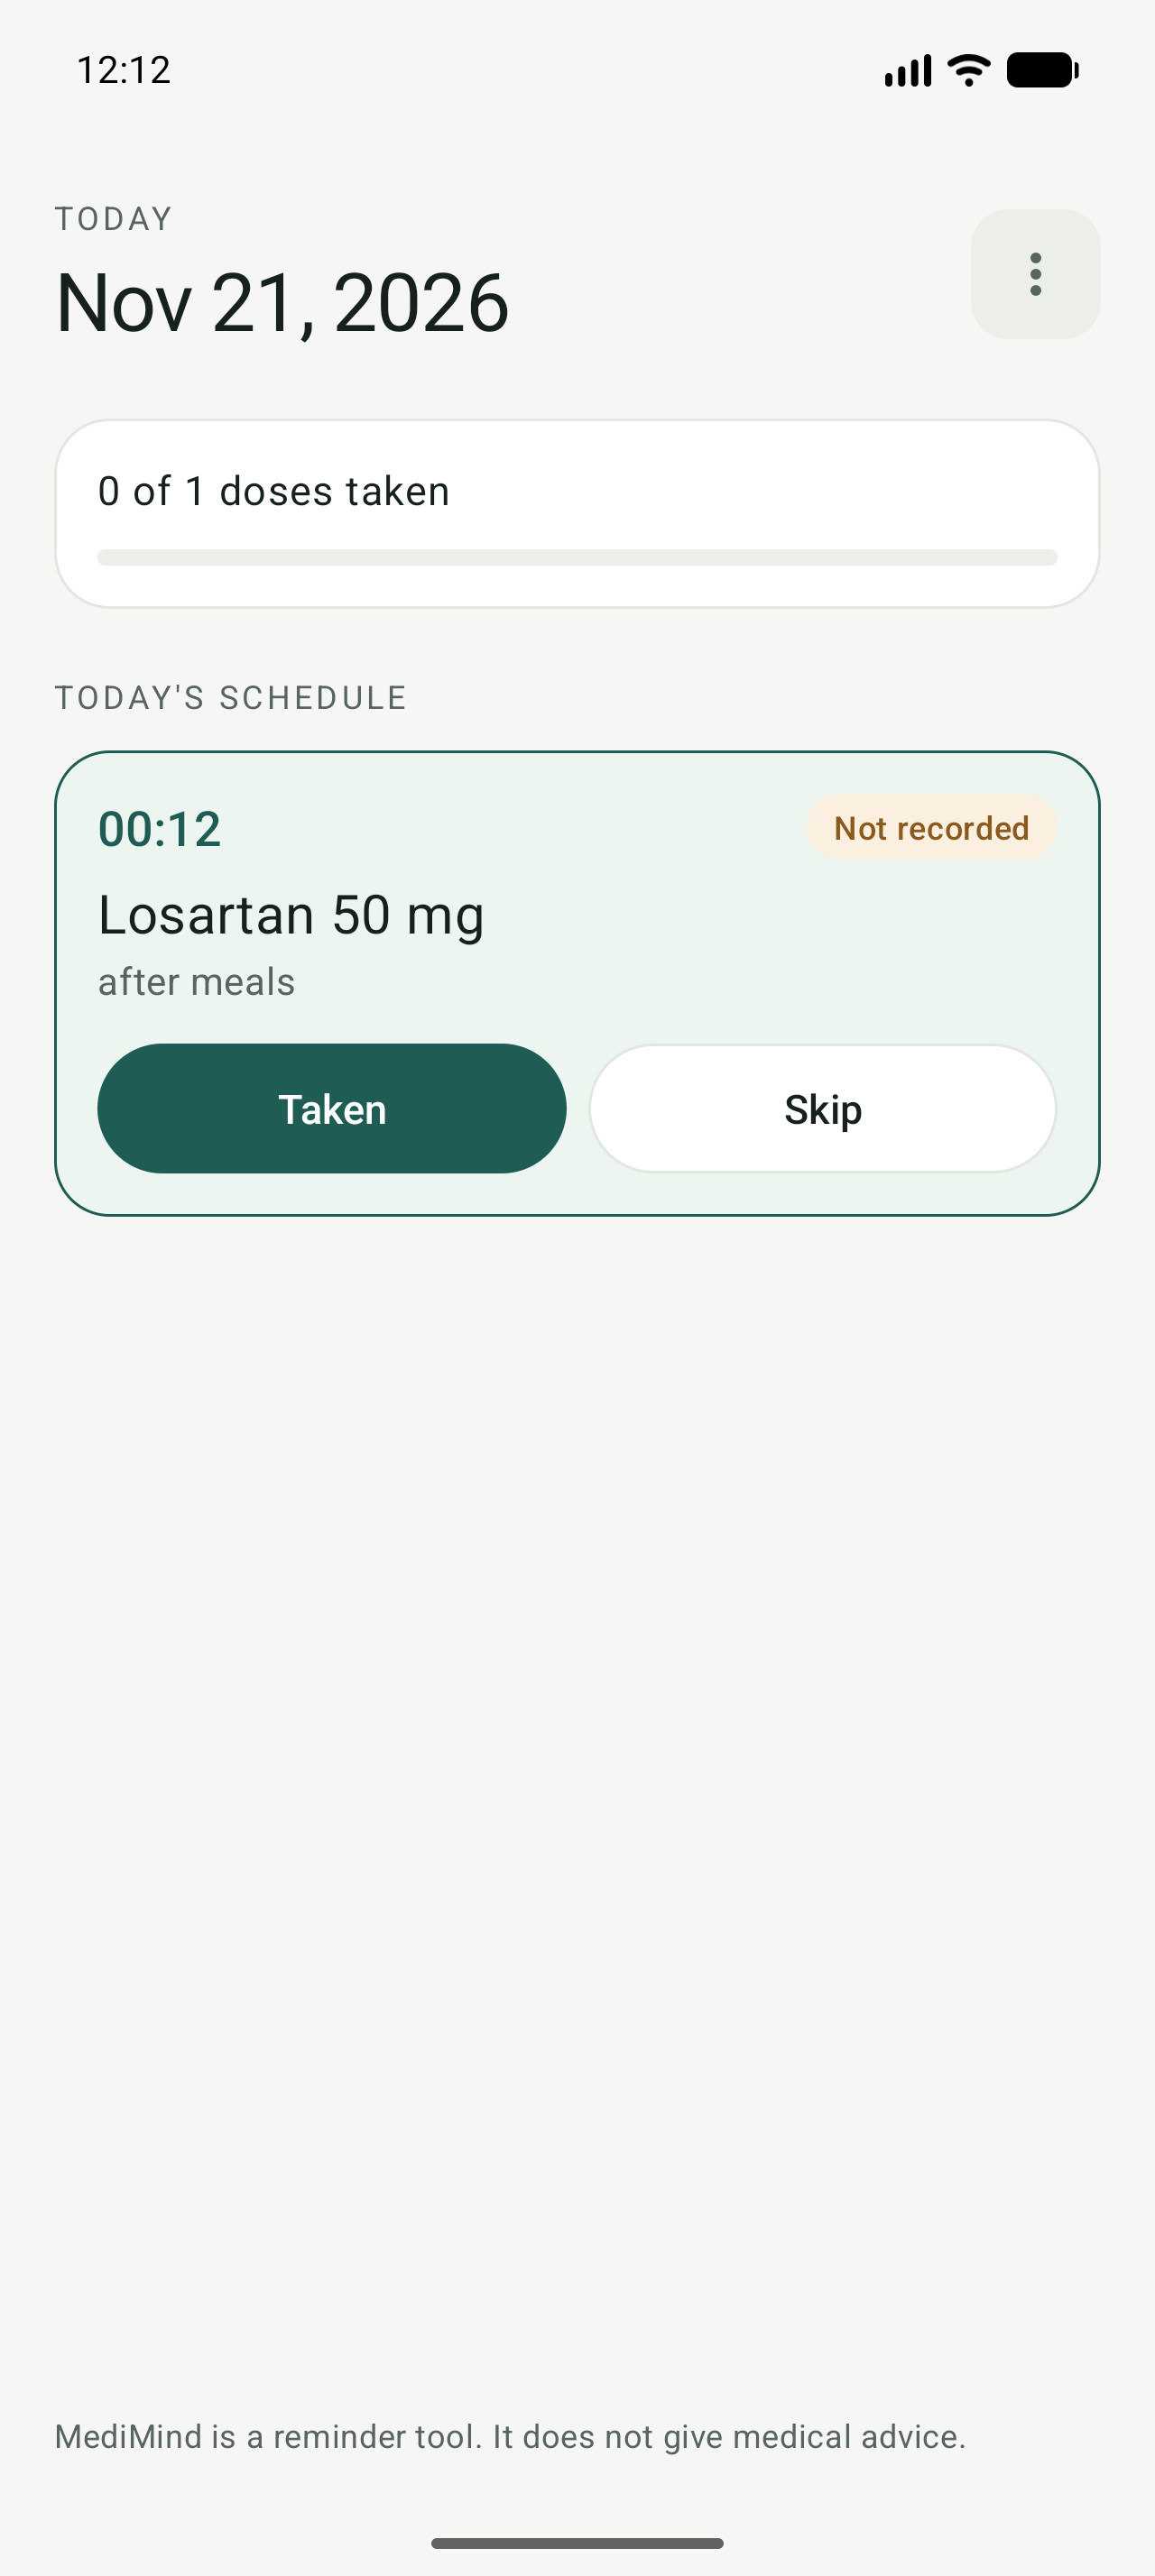 12:12
TODAY
Nov 21, 2026
0 of 1 doses taken
TODAY'S SCHEDULE
00:12
Not recorded
Losartan 50 mg
after meals
Taken
Skip
MediMind is a reminder tool. It does not give medical advice.